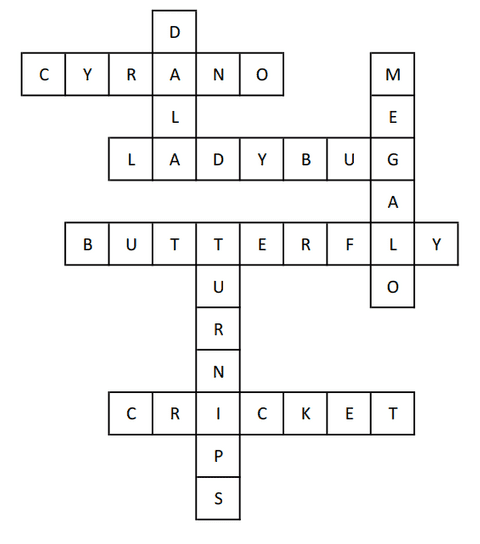 D
C Y R A N O M
L E
L A D Y B U G
A
B U T T E R F L Y
U O
R
N
C R I C K E T
P
S